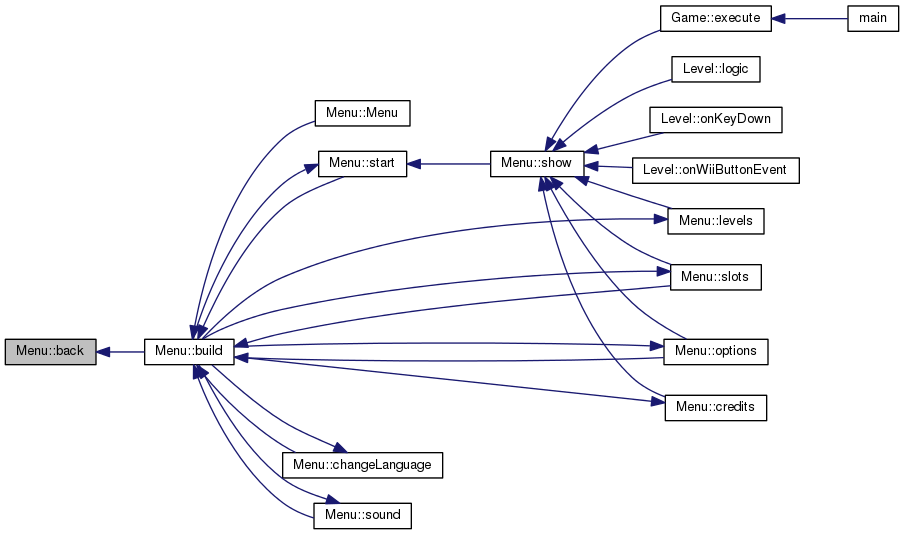 Game::execute
main
Level::logic
Menu::Menu
Level::onKeyDown
Menu::start
Menu::show
Level::onWiiButtonEvent
Menu::levels
Menu::slots
Menu::back
Menu::build
Menu::options
Menu::credits
Menu::changeLanguage
Menu::sound